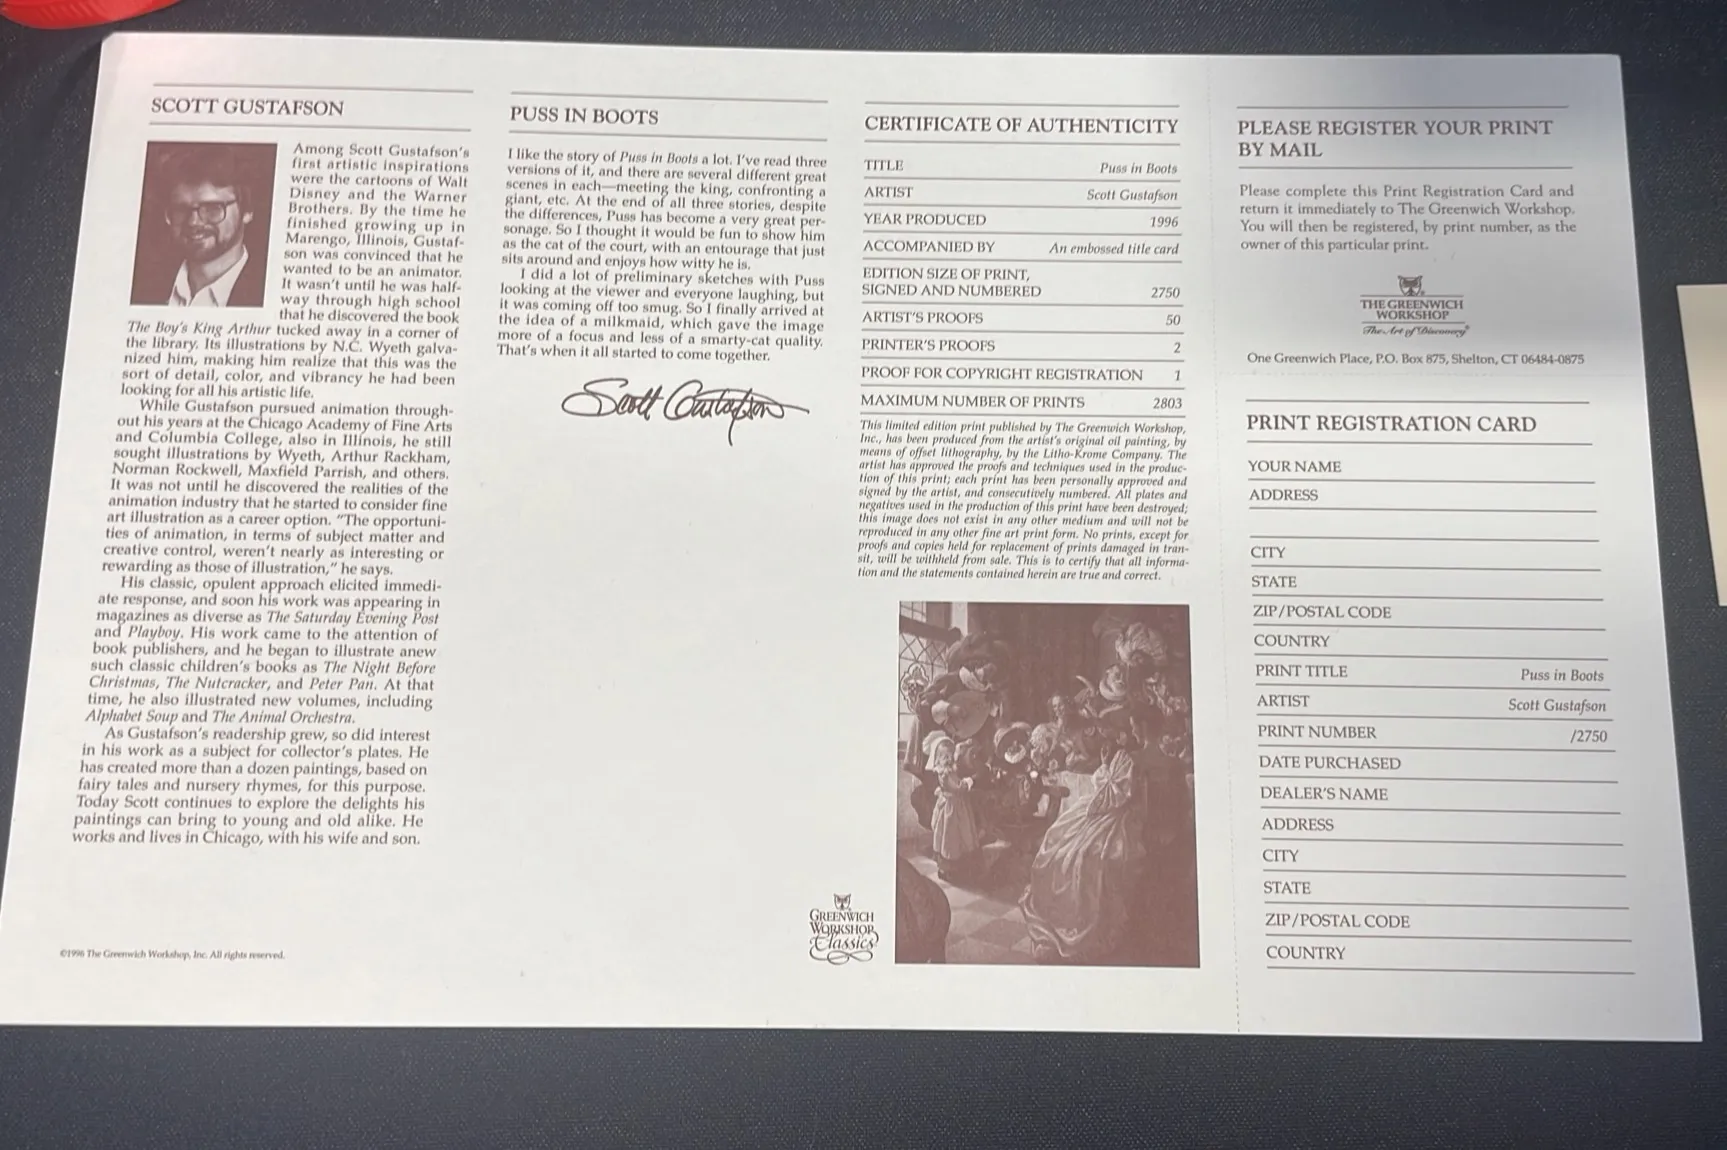 SCOTT GUSTAFSON
Among Scott Gustafson's
first artistic inspirations
were the cartoons of Walt
Disney and the Warner
Brothers. By the time he
finished growing up in
Marengo, Illinois, Gustaf-
son was convinced that he
wanted to be an animator.
It wasn't until he was half-
way through high school
that he discovered the book
The Boy's King Arthur tucked away in a corner of
the library. Its illustrations by N.C. Wyeth galva-
nized him, making him realize that this was the
sort of detail, color, and vibrancy he had been
looking for all his artistic life.
While Gustafson pursued animation through-
out his years at the Chicago Academy of Fine Arts
and Columbia College, also in Illinois, he still
sought illustrations by Wyeth, Arthur Rackham,
Norman Rockwell, Maxfield Parrish, and others.
It was not until he discovered the realities of the
animation industry that he started to consider fine
art illustration as a career option. "The opportuni-
ties of animation, in terms of subject matter and
creative control, weren't nearly as interesting or
rewarding as those of illustration," he says.
His classic, opulent approach elicited immedi-
ate response, and soon his work was appearing in
magazines as diverse as The Saturday Evening Post
and Playboy. His work came to the attention of
book publishers, and he began to illustrate anew
such classic children's books as The Night Before
Christmas, The Nutcracker, and Peter Pan. At that
time, he also illustrated new volumes, including
Alphabet Soup and The Animal Orchestra.
As Gustafson's readership grew, so did interest
in his work as a subject for collector's plates. He
has created more than a dozen paintings, based on
fairy tales and nursery rhymes, for this purpose.
Today Scott continues to explore the delights his
paintings can bring to young and old alike. He
works and lives in Chicago, with his wife and son.
©1996 The Greenwich Workshop, Inc. All rights reserved.
PUSS IN BOOTS
I like the story of Puss in Boots a lot. I've read three
versions of it, and there are several different great
scenes in each—meeting the king, confronting a
giant, etc. At the end of all three stories, despite
the differences, Puss has become a very great per-
sonage. So I thought it would be fun to show him
as the cat of the court, with an entourage that just
sits around and enjoys how witty he is.
I did a lot of preliminary sketches with Puss
looking at the viewer and everyone laughing, but
it was coming off too smug. So I finally arrived at
the idea of a milkmaid, which gave the image
more of a focus and less of a smarty-cat quality.
That's when it all started to come together.
Scott Gustafson
CERTIFICATE OF AUTHENTICITY
TITLE Puss in Boots
ARTIST Scott Gustafson
YEAR PRODUCED 1996
ACCOMPANIED BY An embossed title card
EDITION SIZE OF PRINT,
SIGNED AND NUMBERED 2750
ARTIST'S PROOFS 50
PRINTER'S PROOFS 2
PROOF FOR COPYRIGHT REGISTRATION 1
MAXIMUM NUMBER OF PRINTS 2803
This limited edition print published by The Greenwich Workshop,
Inc., has been produced from the artist's original oil painting, by
means of offset lithography, by the Litho-Krome Company. The
artist has approved the proofs and techniques used in the produc-
tion of this print; each print has been personally approved and
signed by the artist, and consecutively numbered. All plates and
negatives used in the production of this print have been destroyed;
this image does not exist in any other medium and will not be
reproduced in any other fine art print form. No prints, except for
proofs and copies held for replacement of prints damaged in tran-
sit, will be withheld from sale. This is to certify that all informa-
tion and the statements contained herein are true and correct.
GREENWICH
WORKSHOP
Classics
PLEASE REGISTER YOUR PRINT
BY MAIL
Please complete this Print Registration Card and
return it immediately to The Greenwich Workshop.
You will then be registered, by print number, as the
owner of this particular print.
THE GREENWICH
WORKSHOP
The Art of Discovery
One Greenwich Place, P.O. Box 875, Shelton, CT 06484-0875
PRINT REGISTRATION CARD
YOUR NAME
ADDRESS
CITY
STATE
ZIP/POSTAL CODE
COUNTRY
PRINT TITLE Puss in Boots
ARTIST Scott Gustafson
PRINT NUMBER /2750
DATE PURCHASED
DEALER'S NAME
ADDRESS
CITY
STATE
ZIP/POSTAL CODE
COUNTRY